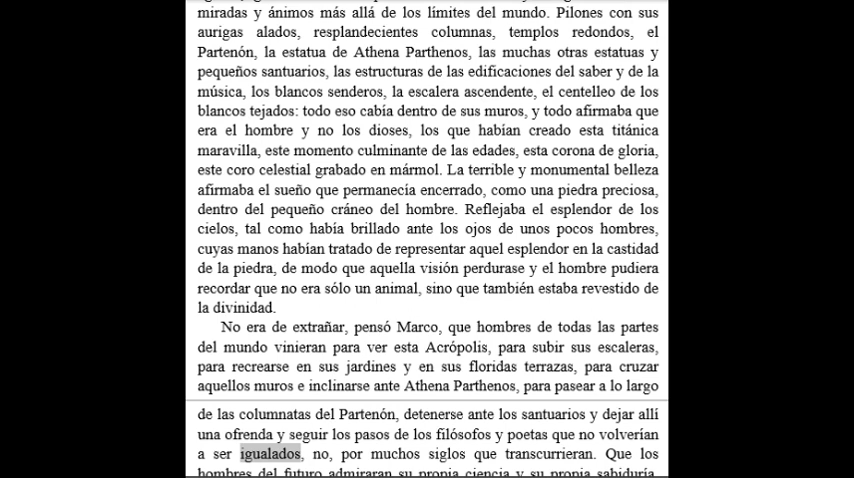 miradas y ánimos más allá de los límites del mundo. Pilones con sus
aurigas alados, resplandecientes columnas, templos redondos, el
Partenón, la estatua de Athena Parthenos, las muchas otras estatuas y
pequeños santuarios, las estructuras de las edificaciones del saber y de la
música, los blancos senderos, la escalera ascendente, el centelleo de los
blancos tejados: todo eso cabía dentro de sus muros, y todo afirmaba que
era el hombre y no los dioses, los que habían creado esta titánica
maravilla, este momento culminante de las edades, esta corona de gloria,
este coro celestial grabado en mármol. La terrible y monumental belleza
afirmaba el sueño que permanecía encerrado, como una piedra preciosa,
dentro del pequeño cráneo del hombre. Reflejaba el esplendor de los
cielos, tal como había brillado ante los ojos de unos pocos hombres,
cuyas manos habían tratado de representar aquel esplendor en la castidad
de la piedra, de modo que aquella visión perdurase y el hombre pudiera
recordar que no era sólo un animal, sino que también estaba revestido de
la divinidad.
No era de extrañar, pensó Marco, que hombres de todas las partes
del mundo vinieran para ver esta Acrópolis, para subir sus escaleras,
para recrearse en sus jardines y en sus floridas terrazas, para cruzar
aquellos muros e inclinarse ante Athena Parthenos, para pasear a lo largo
de las columnatas del Partenón, detenerse ante los santuarios y dejar allí
una ofrenda y seguir los pasos de los filósofos y poetas que no volverían
a ser igualados, no, por muchos siglos que transcurrieran. Que los
hombres del futuro admiraran su propia ciencia y su propia sabiduría,